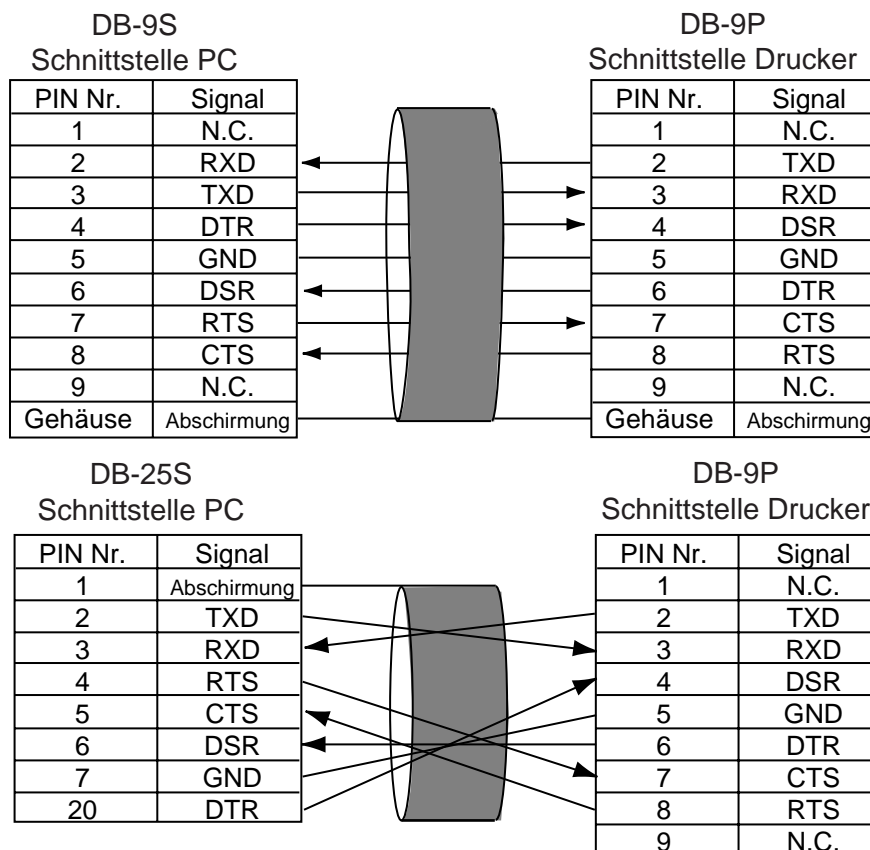 DB-9S
Schnittstelle PC
PIN Nr. Signal
1 N.C.
2 RXD
3 TXD
4 DTR
5 GND
6 DSR
7 RTS
8 CTS
9 N.C.
Gehäuse Abschirmung
DB-9P
Schnittstelle Drucker
PIN Nr. Signal
1 N.C.
2 TXD
3 RXD
4 DSR
5 GND
6 DTR
7 CTS
8 RTS
9 N.C.
Gehäuse Abschirmung
DB-25S
Schnittstelle PC
PIN Nr. Signal
1 Abschirmung
2 TXD
3 RXD
4 RTS
5 CTS
6 DSR
7 GND
20 DTR
DB-9P
Schnittstelle Drucker
PIN Nr. Signal
1 N.C.
2 TXD
3 RXD
4 DSR
5 GND
6 DTR
7 CTS
8 RTS
9 N.C.